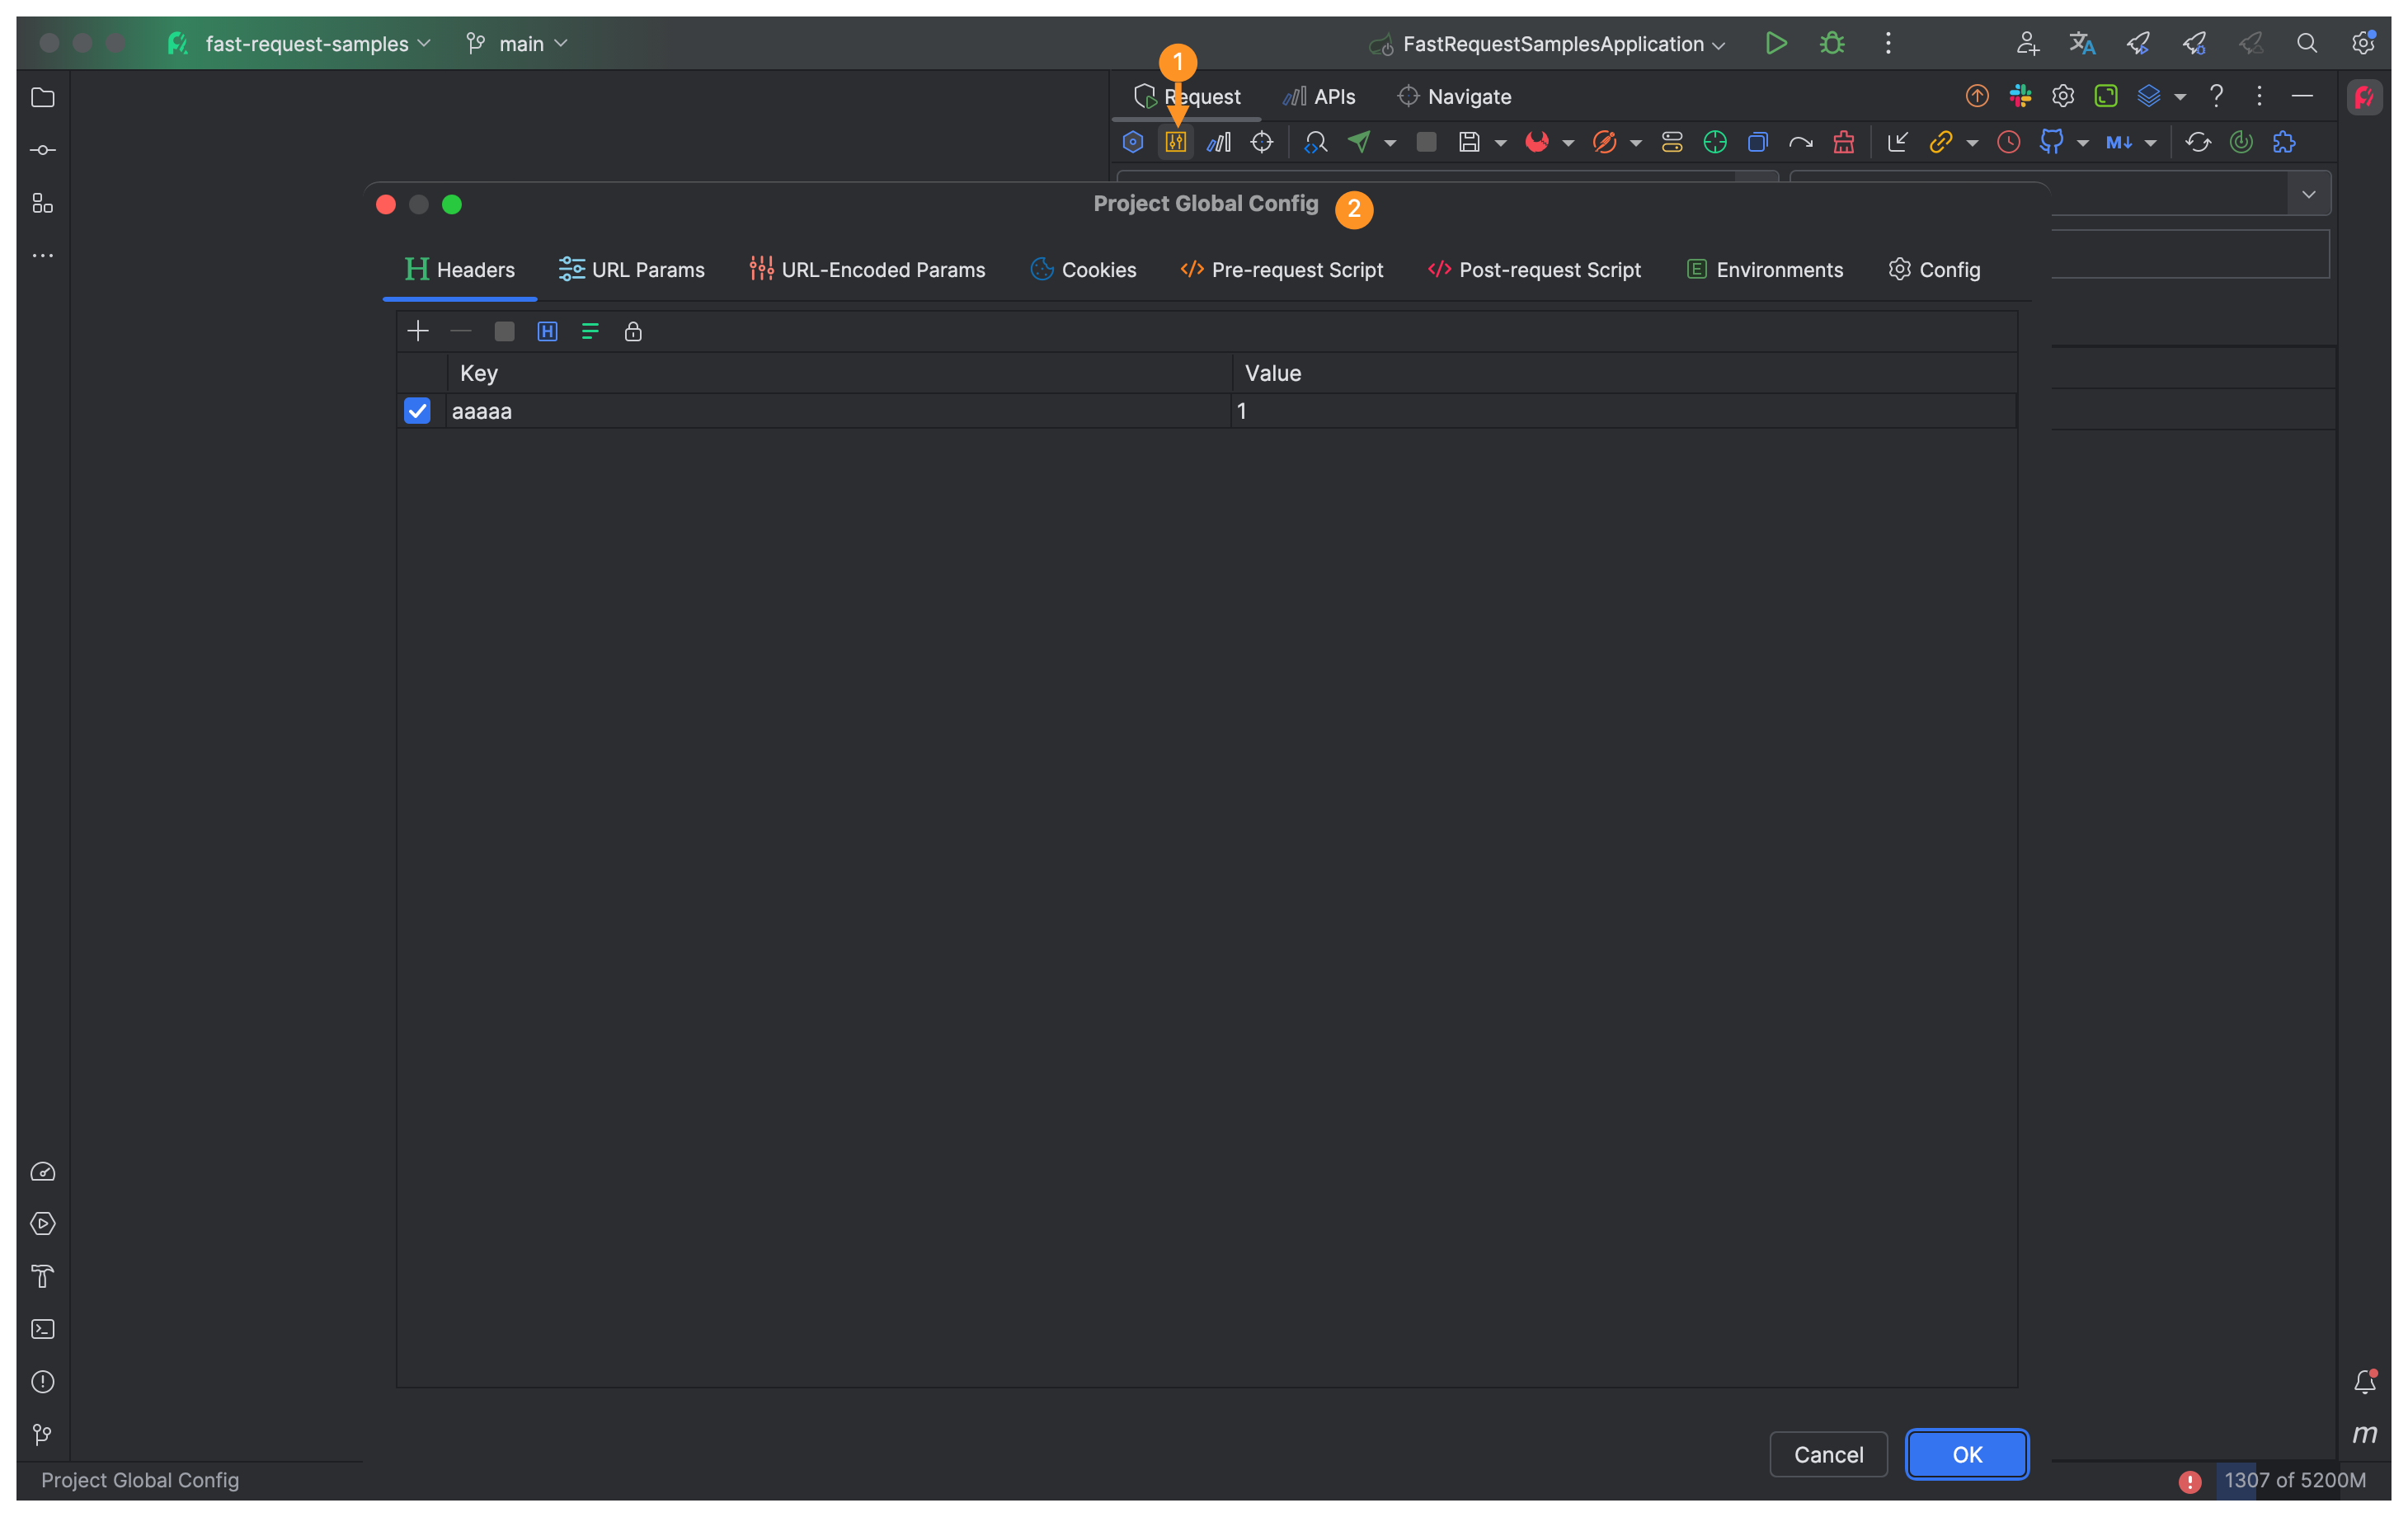 fast-request-samples
main
FastRequestSamplesApplication
1
Request
APIs
Navigate
M↓
Project Global Config
2
H Headers
URL Params
URL-Encoded Params
Cookies
</> Pre-request Script
</> Post-request Script
E Environments
Config
H
Key
Value
aaaaa
1
Cancel
OK
m
Project Global Config
1307 of 5200M